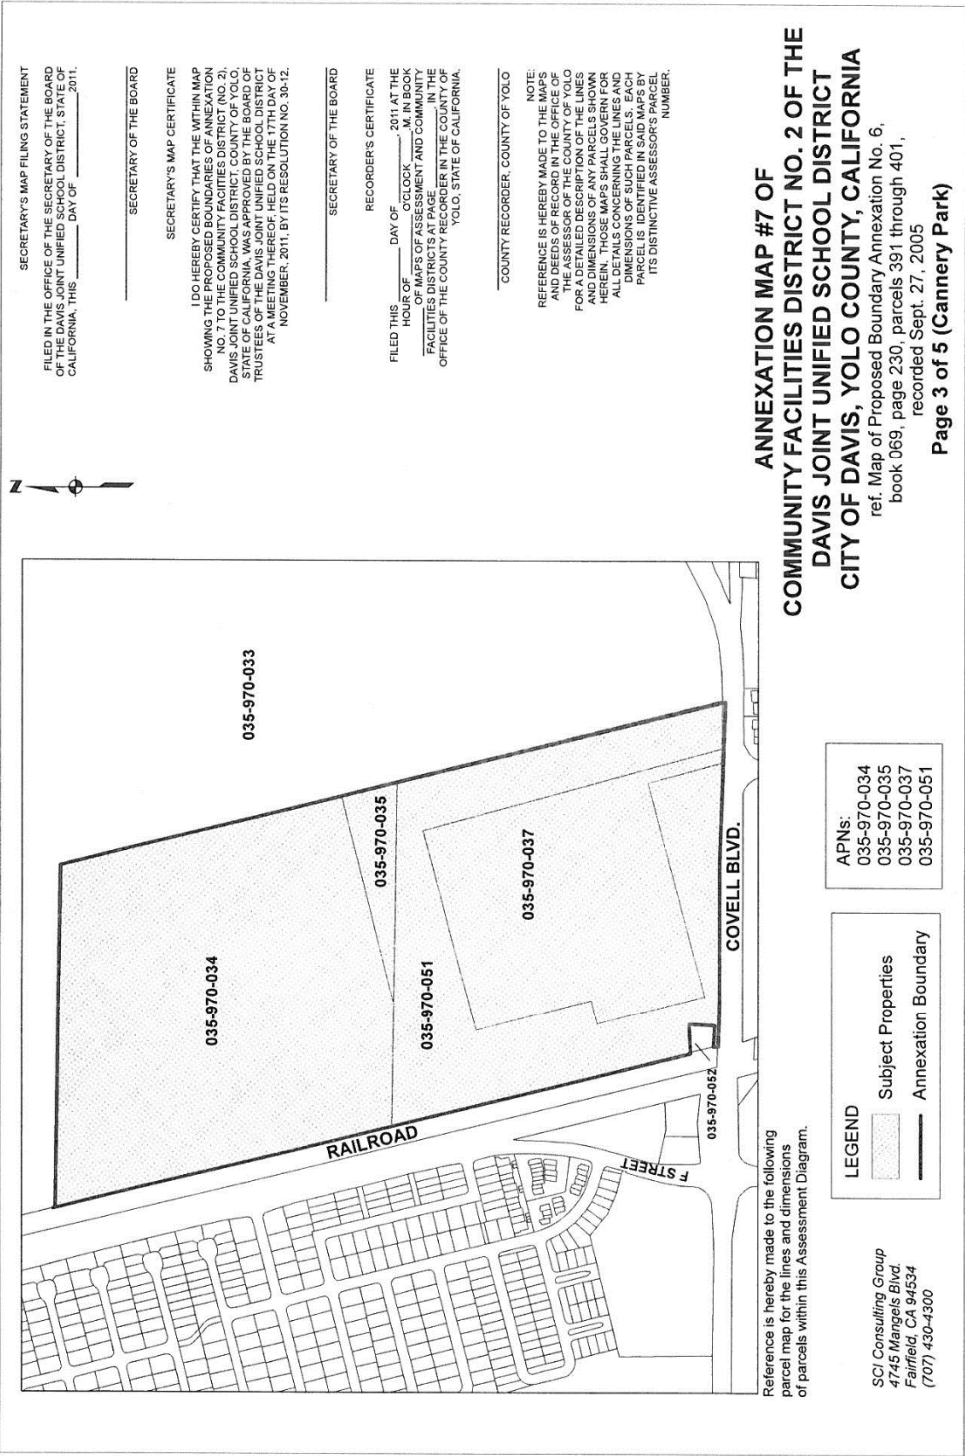 SECRETARY'S MAP FILING STATEMENT
FILED IN THE OFFICE OF THE SECRETARY OF THE BOARD
OF THE DAVIS JOINT UNIFIED SCHOOL DISTRICT, STATE OF
CALIFORNIA, THIS ______ DAY OF ____________ 2011.
SECRETARY OF THE BOARD
SECRETARY'S MAP CERTIFICATE
I DO HEREBY CERTIFY THAT THE WITHIN MAP
SHOWING THE PROPOSED BOUNDARIES OF ANNEXATION
NO. 7 TO THE COMMUNITY FACILITIES DISTRICT (NO. 2),
DAVIS JOINT UNIFIED SCHOOL DISTRICT, COUNTY OF YOLO,
STATE OF CALIFORNIA, WAS APPROVED BY THE BOARD OF
TRUSTEES OF THE DAVIS JOINT UNIFIED SCHOOL DISTRICT
AT A MEETING THEREOF, HELD ON THE 17TH DAY OF
NOVEMBER, 2011, BY ITS RESOLUTION NO. 30-12.
SECRETARY OF THE BOARD
RECORDER'S CERTIFICATE
FILED THIS ______ DAY OF ________, 2011 AT THE
HOUR OF ______ O'CLOCK ____.M. IN BOOK
______ OF MAPS OF ASSESSMENT AND COMMUNITY
FACILITIES DISTRICTS AT PAGE ________, IN THE
OFFICE OF THE COUNTY RECORDER IN THE COUNTY OF
YOLO, STATE OF CALIFORNIA.
COUNTY RECORDER, COUNTY OF YOLO
NOTE:
REFERENCE IS HEREBY MADE TO THE MAPS
AND DEEDS OF RECORD IN THE OFFICE OF
THE ASSESSOR OF THE COUNTY OF YOLO
FOR A DETAILED DESCRIPTION OF THE LINES
AND DIMENSIONS OF ANY PARCELS SHOWN
HEREIN. THOSE MAPS SHALL GOVERN FOR
ALL DETAILS CONCERNING THE LINES AND
DIMENSIONS OF SUCH PARCELS. EACH
PARCEL IS IDENTIFIED IN SAID MAPS BY
ITS DISTINCTIVE ASSESSOR'S PARCEL
NUMBER.
N
035-970-033
035-970-034
035-970-035
035-970-051
035-970-037
035-970-052
RAILROAD
F STREET
COVELL BLVD.
Reference is hereby made to the following
parcel map for the lines and dimensions
of parcels within this Assessment Diagram.
SCI Consulting Group
4745 Mangels Blvd.
Fairfield, CA 94534
(707) 430-4300
LEGEND
Subject Properties
Annexation Boundary
APNs:
035-970-034
035-970-035
035-970-037
035-970-051
ANNEXATION MAP #7 OF
COMMUNITY FACILITIES DISTRICT NO. 2 OF THE
DAVIS JOINT UNIFIED SCHOOL DISTRICT
CITY OF DAVIS, YOLO COUNTY, CALIFORNIA
ref. Map of Proposed Boundary Annexation No. 6,
book 069, page 230, parcels 391 through 401,
recorded Sept. 27, 2005
Page 3 of 5 (Cannery Park)